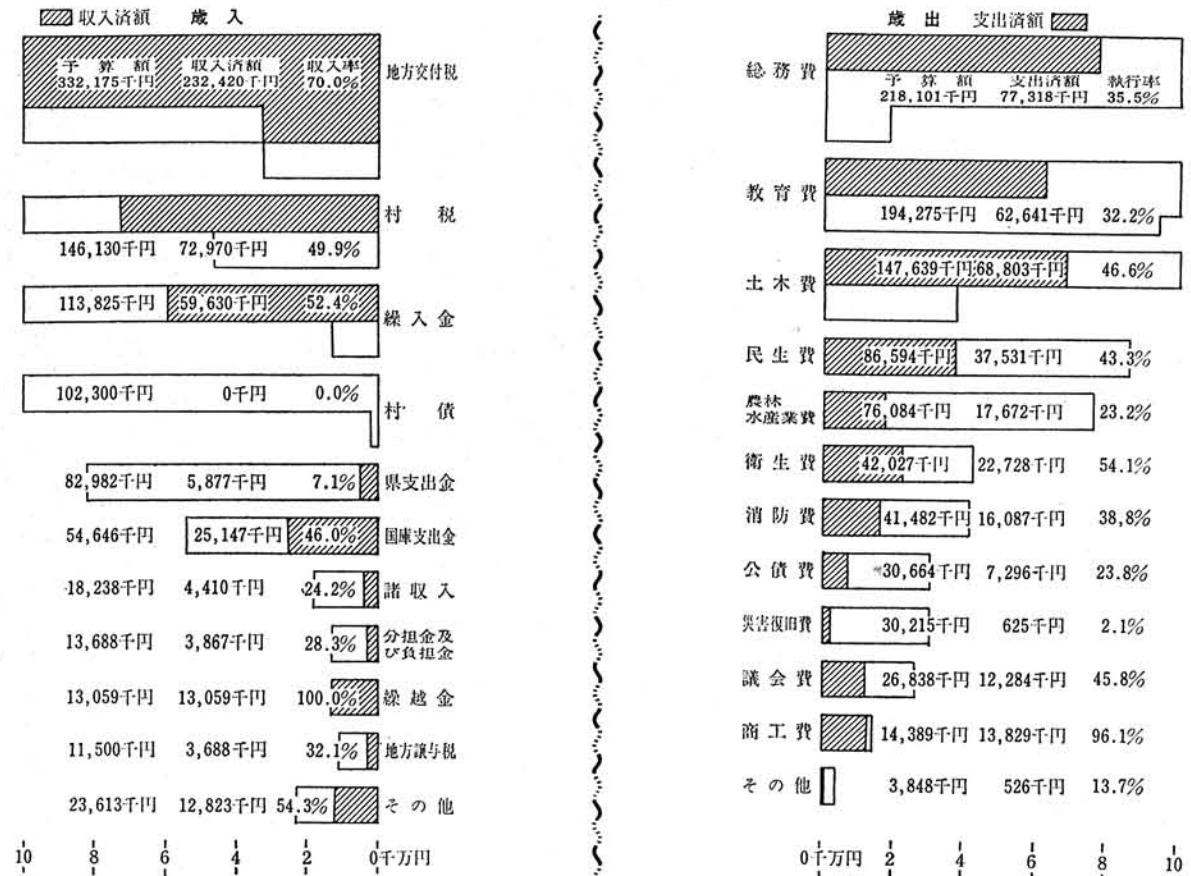 収入済額 歳入
予算額 収入済額 収入率
332,175千円 232,420千円 70.0% 地方交付税
村税
146,130千円 72,970千円 49.9%
113,825千円 59,630千円 52.4%
繰入金
102,300千円 0千円 0.0%
村債
82,982千円 5,877千円 7.1% 県支出金
54,646千円 25,147千円 46.0% 国庫支出金
18,238千円 4,410千円 24.2% 諸収入
13,688千円 3,867千円 28.3% 分担金及
び負担金
13,059千円 13,059千円 100.0% 繰越金
11,500千円 3,688千円 32.1% 地方譲与税
23,613千円 12,823千円 54.3% その他
10 8 6 4 2 0千万円
歳出 支出済額
総務費
予算額 支出済額 執行率
218,101千円 77,318千円 35.5%
教育費
194,275千円 62,641千円 32.2%
土木費 147,639千円 68,803千円 46.6%
民生費 86,594千円 37,531千円 43.3%
農林
水産業費 76,084千円 17,672千円 23.2%
衛生費 42,027千円 22,728千円 54.1%
消防費 41,482千円 16,087千円 38,8%
公債費 30,664千円 7,296千円 23.8%
災害復旧費 30,215千円 625千円 2.1%
議会費 26,838千円 12,284千円 45.8%
商工費 14,389千円 13,829千円 96.1%
その他 3,848千円 526千円 13.7%
0千万円 2 4 6 8 10